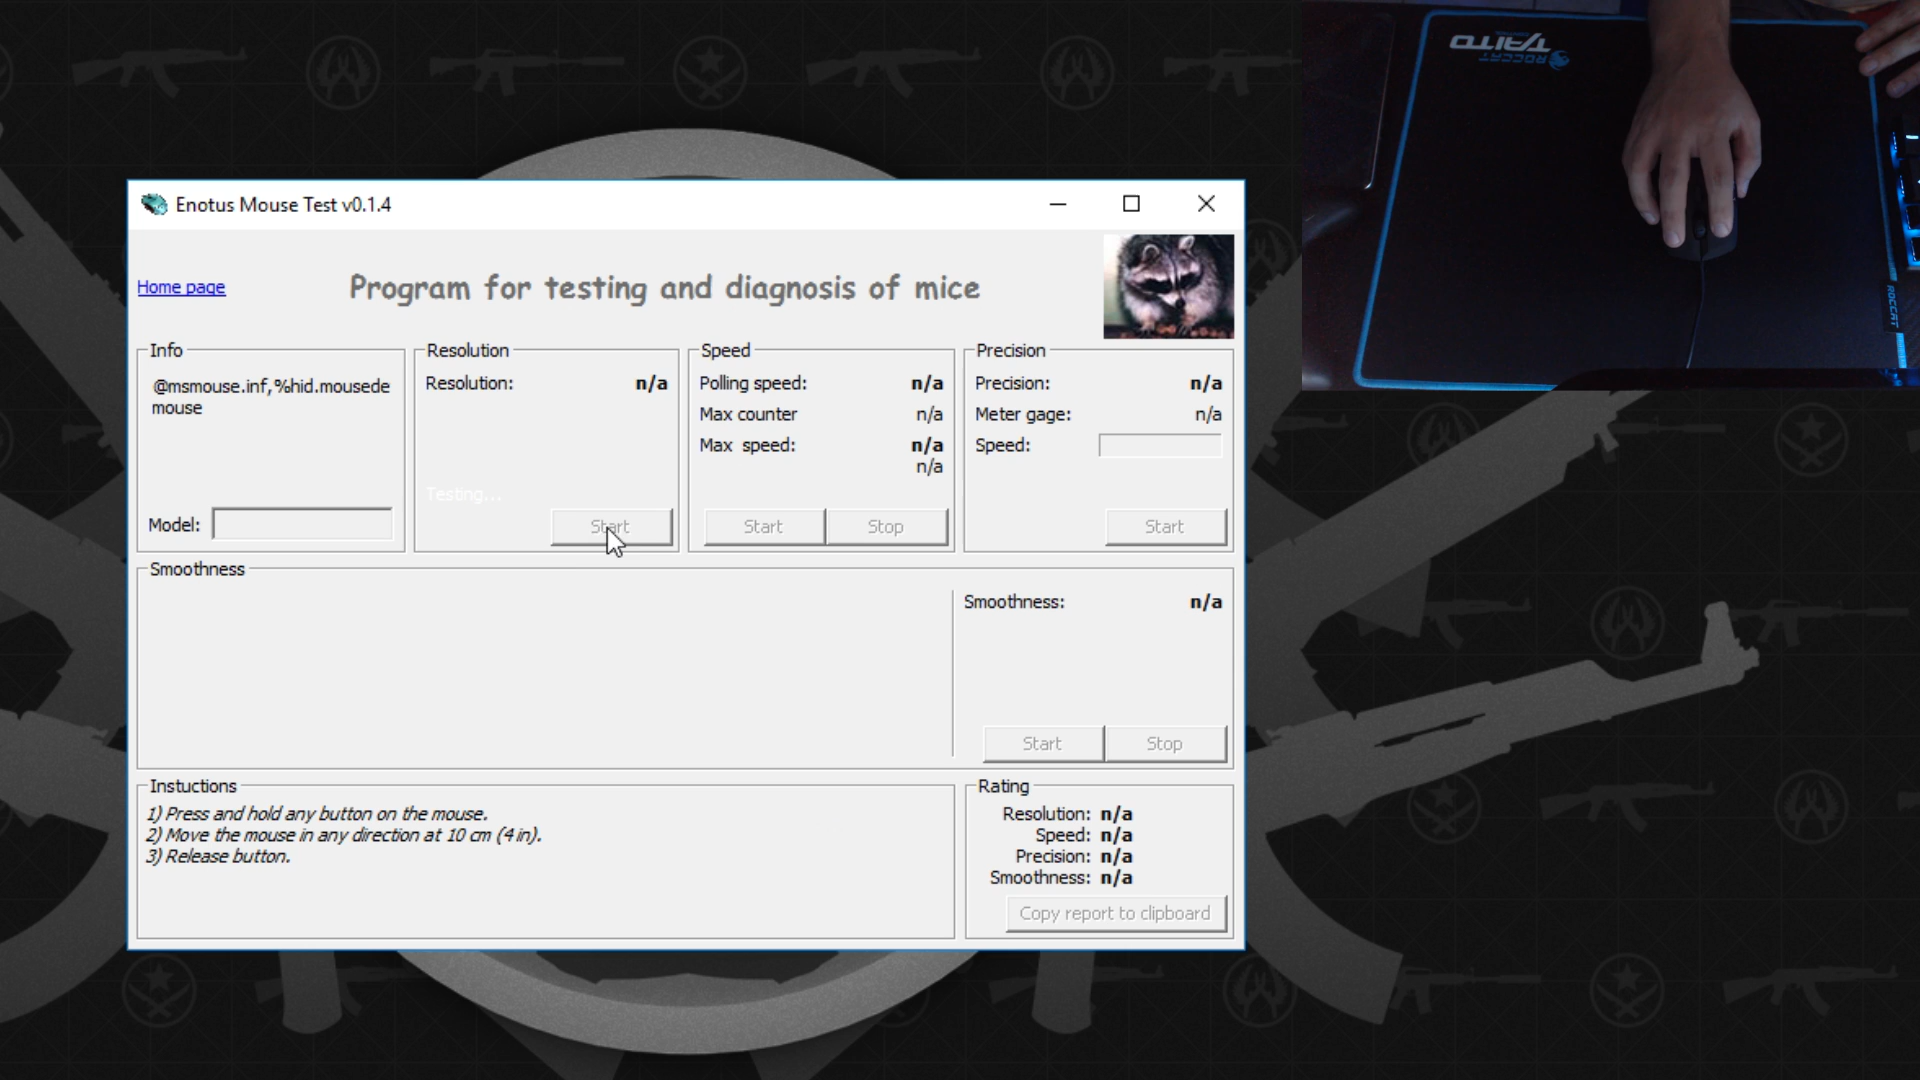 TAITO
ROCCAT
Enotus Mouse Test v0.1.4
Home page
Program for testing and diagnosis of mice
Info
@msmouse.inf,%hid.mousede
mouse
Model:
Resolution
Resolution: n/a
Testing...
Start
Speed
Polling speed: n/a
Max counter n/a
Max speed: n/a
n/a
Start Stop
Precision
Precision: n/a
Meter gage: n/a
Speed:
Start
ROCCAT
Smoothness
Smoothness: n/a
Start Stop
Instuctions
1) Press and hold any button on the mouse.
2) Move the mouse in any direction at 10 cm (4 in).
3) Release button.
Rating
Resolution: n/a
Speed: n/a
Precision: n/a
Smoothness: n/a
Copy report to clipboard